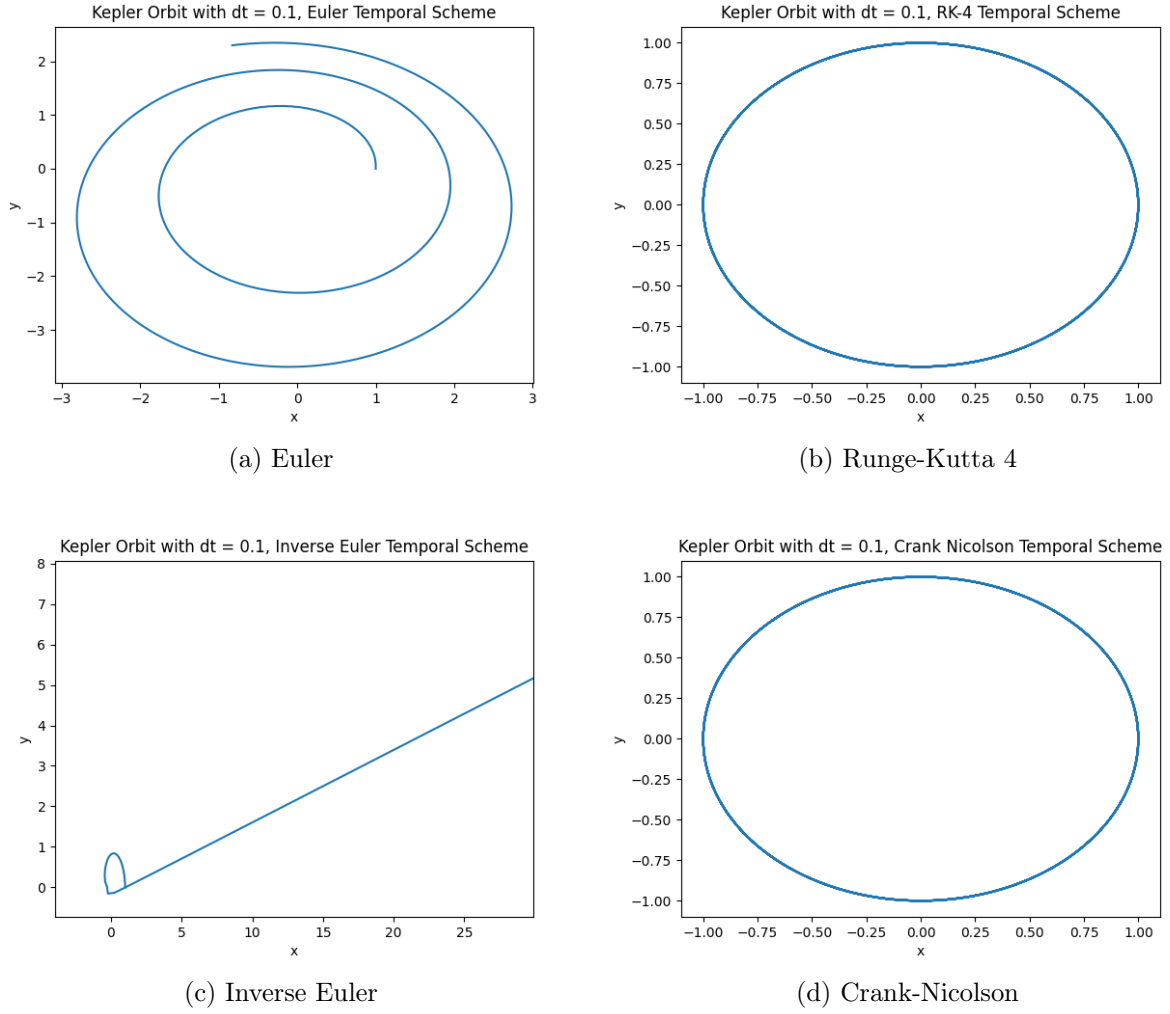 Kepler Orbit with dt = 0.1, Euler Temporal Scheme
2
1
0
−1
−2
−3
y
−3 −2 −1 0 1 2 3
x
(a) Euler
Kepler Orbit with dt = 0.1, RK-4 Temporal Scheme
1.00
0.75
0.50
0.25
0.00
−0.25
−0.50
−0.75
−1.00
y
−1.00 −0.75 −0.50 −0.25 0.00 0.25 0.50 0.75 1.00
x
(b) Runge-Kutta 4
Kepler Orbit with dt = 0.1, Inverse Euler Temporal Scheme
8
7
6
5
4
3
2
1
0
y
0 5 10 15 20 25
x
(c) Inverse Euler
Kepler Orbit with dt = 0.1, Crank Nicolson Temporal Scheme
1.00
0.75
0.50
0.25
0.00
−0.25
−0.50
−0.75
−1.00
y
−1.00 −0.75 −0.50 −0.25 0.00 0.25 0.50 0.75 1.00
x
(d) Crank-Nicolson